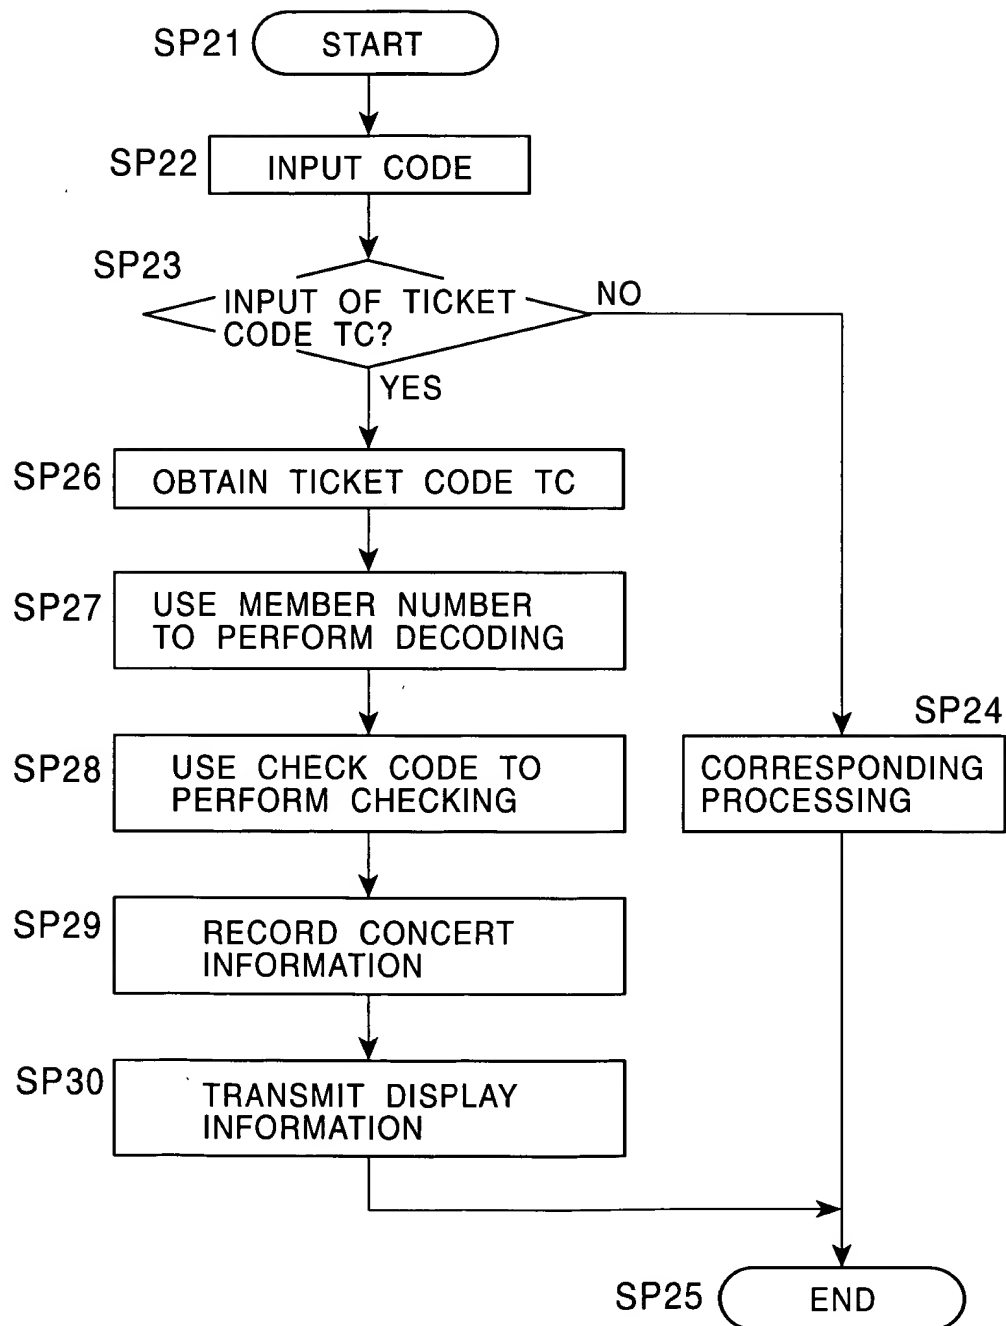 SP21
START
SP22
INPUT CODE
SP23
INPUT OF TICKET
CODE TC?
NO
YES
SP26
OBTAIN TICKET CODE TC
SP27
USE MEMBER NUMBER
TO PERFORM DECODING
SP24
CORRESPONDING
PROCESSING
SP28
USE CHECK CODE TO
PERFORM CHECKING
SP29
RECORD CONCERT
INFORMATION
SP30
TRANSMIT DISPLAY
INFORMATION
SP25
END